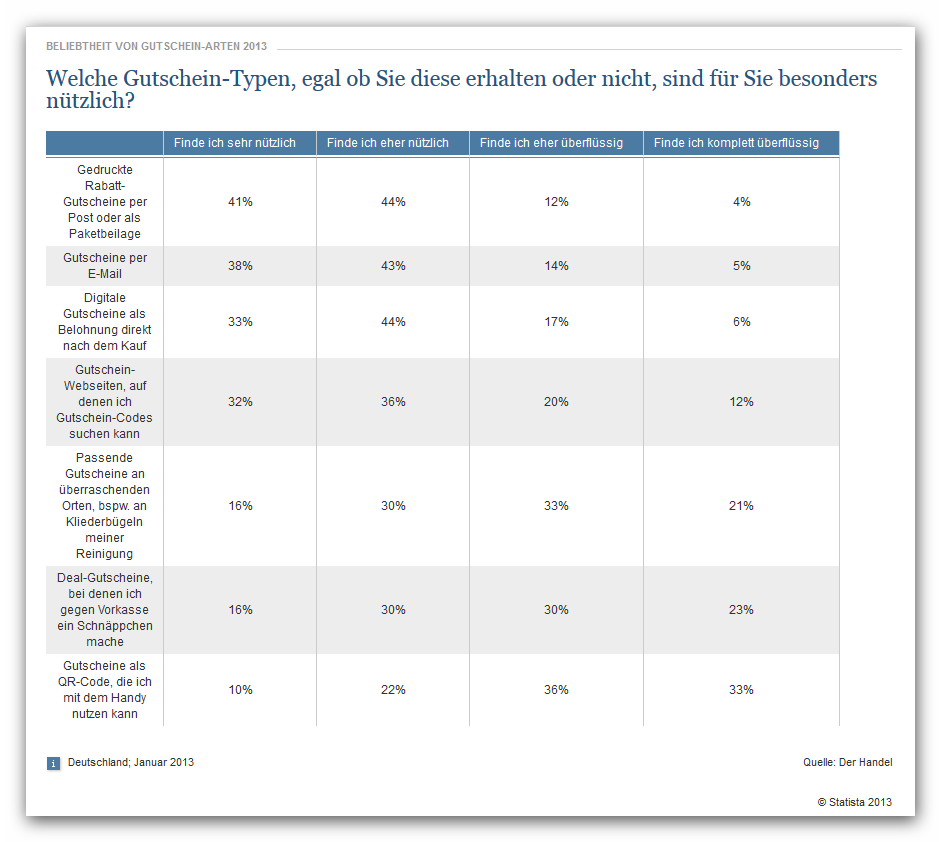 BELIEBTHEIT VON GUTSCHEIN-ARTEN 2013
Welche Gutschein-Typen, egal ob Sie diese erhalten oder nicht, sind für Sie besonders
nützlich?
Finde ich sehr nützlich Finde ich eher nützlich Finde ich eher überflüssig Finde ich komplett überflüssig
Gedruckte
Rabatt-
Gutscheine per
Post oder als
Paketbeilage
41% 44% 12% 4%
Gutscheine per
E-Mail
38% 43% 14% 5%
Digitale
Gutscheine als
Belohnung direkt
nach dem Kauf
33% 44% 17% 6%
Gutschein-
Webseiten, auf
denen ich
Gutschein-Codes
suchen kann
32% 36% 20% 12%
Passende
Gutscheine an
überraschenden
Orten, bspw. an
Kliederbügeln
meiner
Reinigung
16% 30% 33% 21%
Deal-Gutscheine,
bei denen ich
gegen Vorkasse
ein Schnäppchen
mache
16% 30% 30% 23%
Gutscheine als
QR-Code, die ich
mit dem Handy
nutzen kann
10% 22% 36% 33%
i Deutschland; Januar 2013 Quelle: Der Handel
© Statista 2013